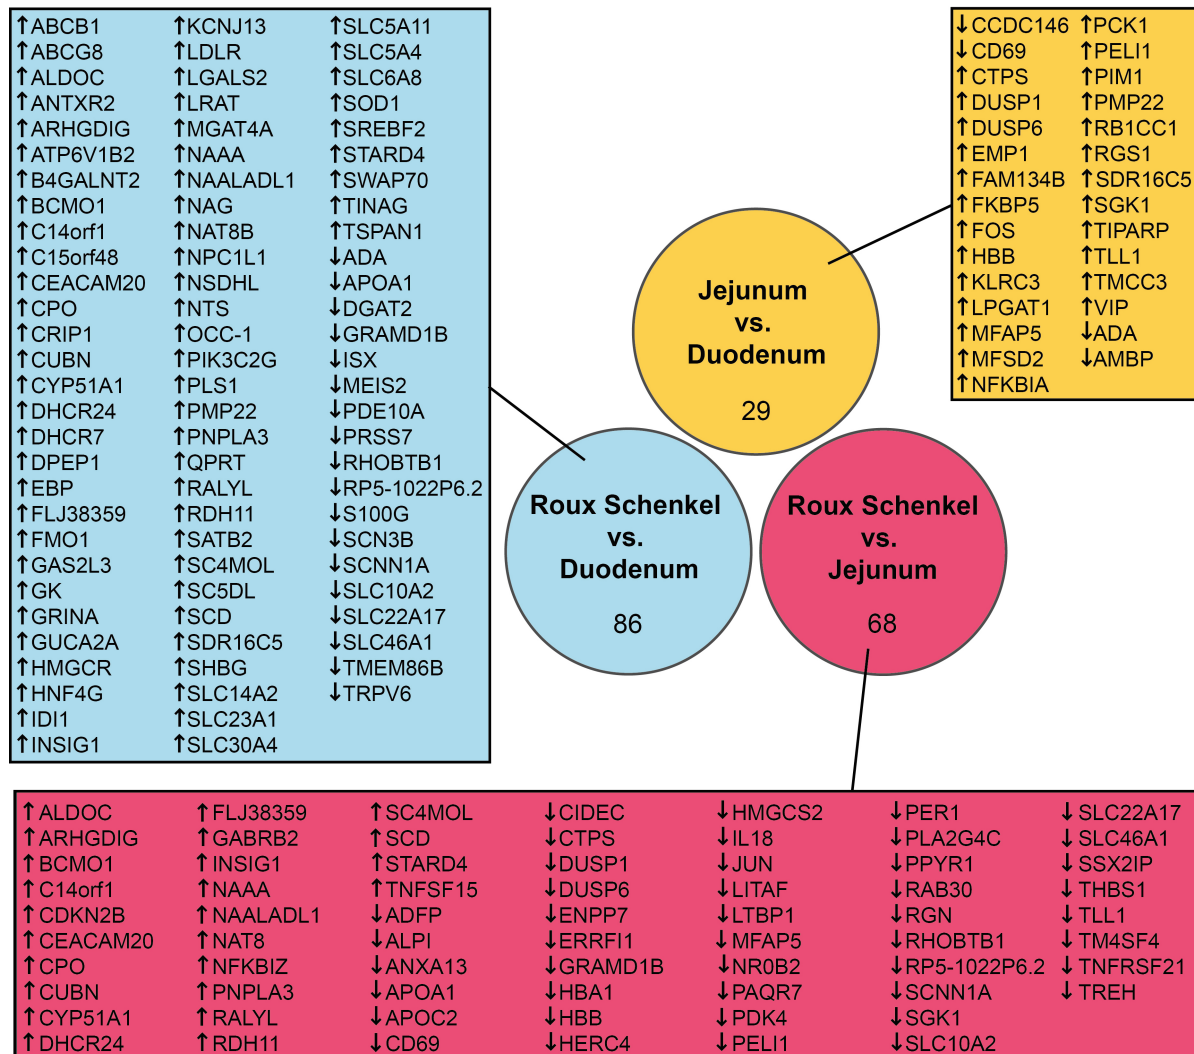 ↑ABCB1
↑ABCG8
↑ALDOC
↑ANTXR2
↑ARHGDIG
↑ATP6V1B2
↑B4GALNT2
↑BCMO1
↑C14orf1
↑C15orf48
↑CEACAM20
↑CPO
↑CRIP1
↑CUBN
↑CYP51A1
↑DHCR24
↑DHCR7
↑DPEP1
↑EBP
↑FLJ38359
↑FMO1
↑GAS2L3
↑GK
↑GRINA
↑GUCA2A
↑HMGCR
↑HNF4G
↑IDI1
↑INSIG1
↑KCNJ13
↑LDLR
↑LGALS2
↑LRAT
↑MGAT4A
↑NAAA
↑NAALADL1
↑NAG
↑NAT8B
↑NPC1L1
↑NSDHL
↑NTS
↑OCC-1
↑PIK3C2G
↑PLS1
↑PMP22
↑PNPLA3
↑QPRT
↑RALYL
↑RDH11
↑SATB2
↑SC4MOL
↑SC5DL
↑SCD
↑SDR16C5
↑SHBG
↑SLC14A2
↑SLC23A1
↑SLC30A4
↑SLC5A11
↑SLC5A4
↑SLC6A8
↑SOD1
↑SREBF2
↑STARD4
↑SWAP70
↑TINAG
↑TSPAN1
↓ADA
↓APOA1
↓DGAT2
↓GRAMD1B
↓ISX
↓MEIS2
↓PDE10A
↓PRSS7
↓RHOBTB1
↓RP5-1022P6.2
↓S100G
↓SCN3B
↓SCNN1A
↓SLC10A2
↓SLC22A17
↓SLC46A1
↓TMEM86B
↓TRPV6
↓CCDC146
↓CD69
↑CTPS
↑DUSP1
↑DUSP6
↑EMP1
↑FAM134B
↑FKBP5
↑FOS
↑HBB
↑KLRC3
↑LPGAT1
↑MFAP5
↑MFSD2
↑NFKBIA
↑PCK1
↑PELI1
↑PIM1
↑PMP22
↑RB1CC1
↑RGS1
↑SDR16C5
↑SGK1
↑TIPARP
↑TLL1
↑TMCC3
↑VIP
↓ADA
↓AMBP
Jejunum
vs.
Duodenum
29
Roux Schenkel
vs.
Duodenum
86
Roux Schenkel
vs.
Jejunum
68
↑ALDOC
↑ARHGDIG
↑BCMO1
↑C14orf1
↑CDKN2B
↑CEACAM20
↑CPO
↑CUBN
↑CYP51A1
↑DHCR24
↑FLJ38359
↑GABRB2
↑INSIG1
↑NAAA
↑NAALADL1
↑NAT8
↑NFKBIZ
↑PNPLA3
↑RALYL
↑RDH11
↑SC4MOL
↑SCD
↑STARD4
↑TNFSF15
↓ADFP
↓ALPI
↓ANXA13
↓APOA1
↓APOC2
↓CD69
↓CIDEC
↓CTPS
↓DUSP1
↓DUSP6
↓ENPP7
↓ERRFI1
↓GRAMD1B
↓HBA1
↓HBB
↓HERC4
↓HMGCS2
↓IL18
↓JUN
↓LITAF
↓LTBP1
↓MFAP5
↓NR0B2
↓PAQR7
↓PDK4
↓PELI1
↓PER1
↓PLA2G4C
↓PPYR1
↓RAB30
↓RGN
↓RHOBTB1
↓RP5-1022P6.2
↓SCNN1A
↓SGK1
↓SLC10A2
↓SLC22A17
↓SLC46A1
↓SSX2IP
↓THBS1
↓TLL1
↓TM4SF4
↓TNFRSF21
↓TREH